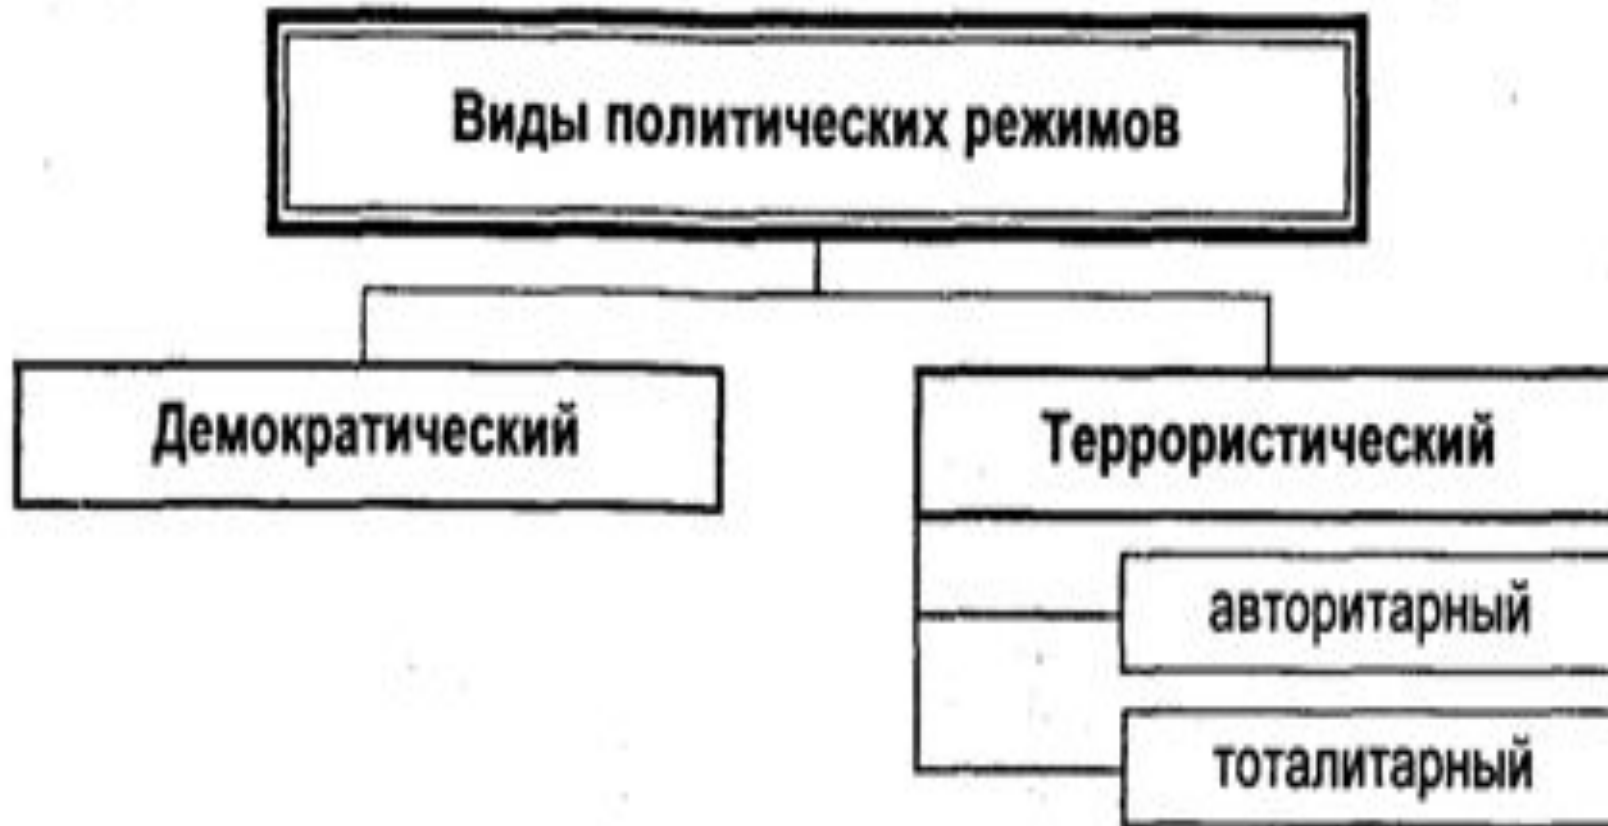 Виды политических режимов
Демократический
Террористический
авторитарный
тоталитарный